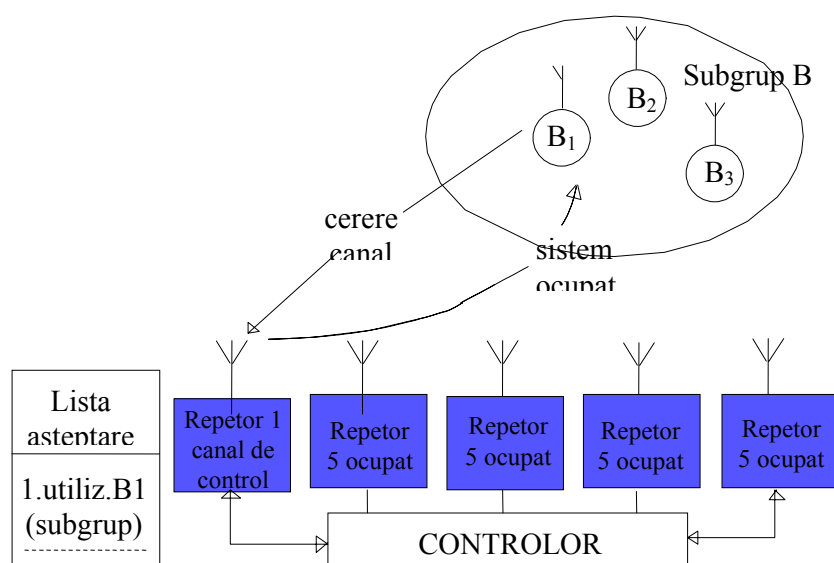 Subgrup B
B₁
B₂
B₃
cerere
canal
sistem
ocupat
Lista
asteptare
1.utiliz.B1
(subgrup)
Repetor 1
canal de
control
Repetor
5 ocupat
Repetor
5 ocupat
Repetor
5 ocupat
Repetor
5 ocupat
CONTROLOR